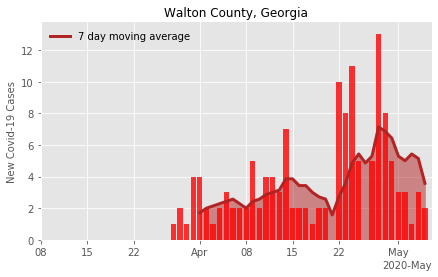 Walton County, Georgia
7 day moving average
New Covid-19 Cases
12
10
8
6
4
2
0
08 15 22 Apr 08 15 22 May
2020-May